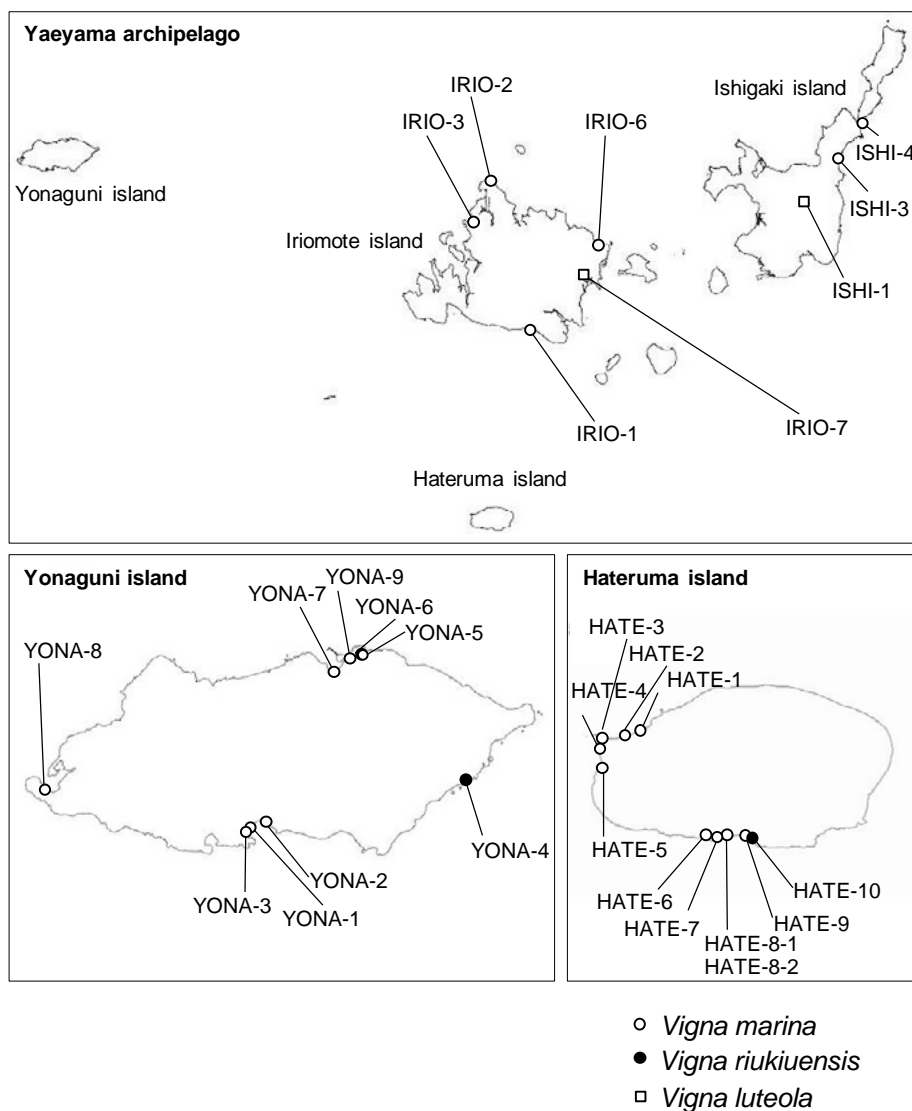 Yaeyama archipelago
IRIO-2
Ishigaki island
IRIO-3
IRIO-6
ISHI-4
Yonaguni island
ISHI-3
Iriomote island
ISHI-1
IRIO-1
IRIO-7
Hateruma island
Yonaguni island
YONA-9
YONA-7
YONA-6
YONA-5
YONA-8
YONA-4
YONA-2
YONA-3
YONA-1
Hateruma island
HATE-3
HATE-2
HATE-4
HATE-1
HATE-5
HATE-10
HATE-6
HATE-9
HATE-7
HATE-8-1
HATE-8-2
Vigna marina
Vigna riukiuensis
Vigna luteola